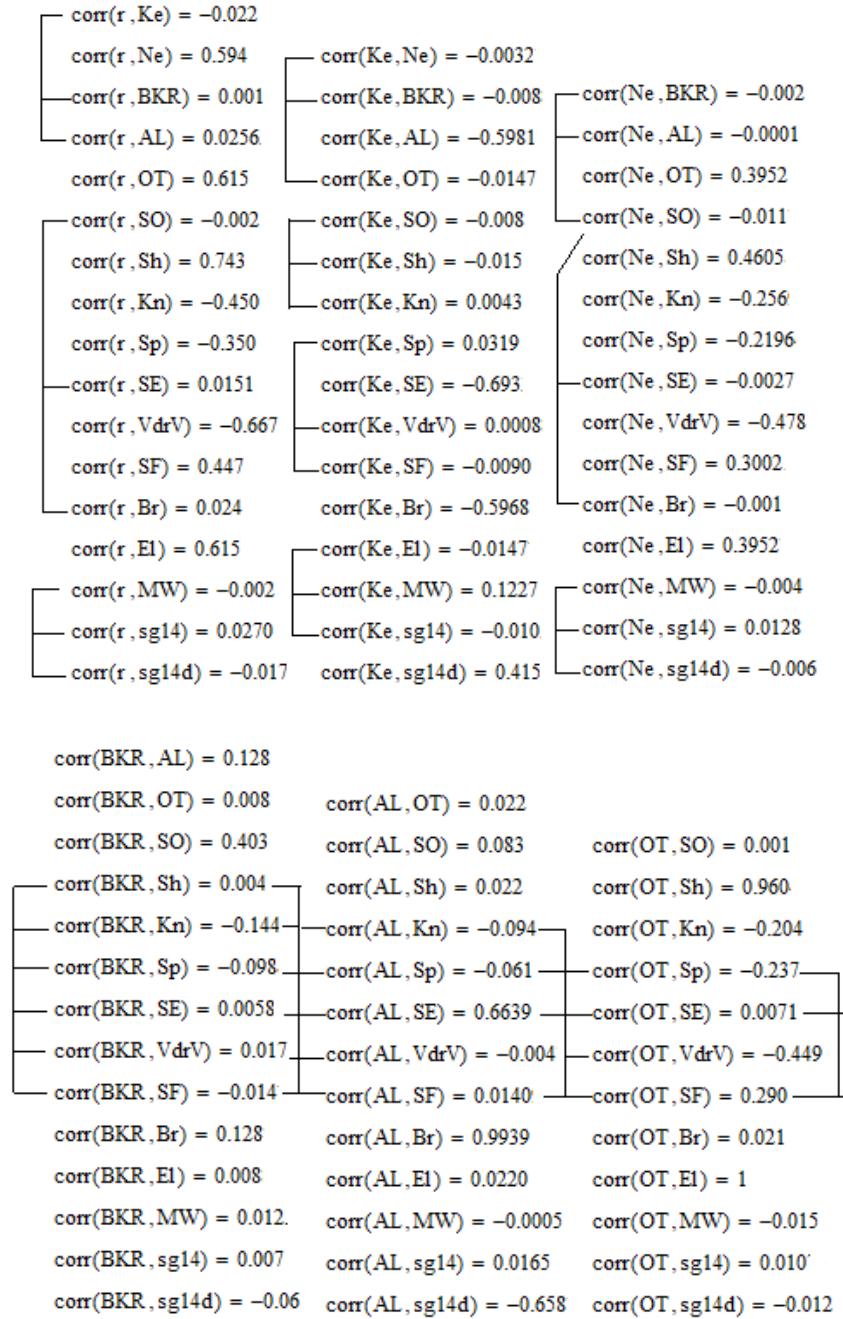 corr(r,Ke) = −0.022
corr(r,Ne) = 0.594
corr(r,BKR) = 0.001
corr(r,AL) = 0.0256
corr(r,OT) = 0.615
corr(r,SO) = −0.002
corr(r,Sh) = 0.743
corr(r,Kn) = −0.450
corr(r,Sp) = −0.350
corr(r,SE) = 0.0151
corr(r,VdrV) = −0.667
corr(r,SF) = 0.447
corr(r,Br) = 0.024
corr(r,El) = 0.615
corr(r,MW) = −0.002
corr(r,sg14) = 0.0270
corr(r,sg14d) = −0.017
corr(Ke,Ne) = −0.0032
corr(Ke,BKR) = −0.008
corr(Ke,AL) = −0.5981
corr(Ke,OT) = −0.0147
corr(Ke,SO) = −0.008
corr(Ke,Sh) = −0.015
corr(Ke,Kn) = 0.0043
corr(Ke,Sp) = 0.0319
corr(Ke,SE) = −0.693
corr(Ke,VdrV) = 0.0008
corr(Ke,SF) = −0.0090
corr(Ke,Br) = −0.5968
corr(Ke,El) = −0.0147
corr(Ke,MW) = 0.1227
corr(Ke,sg14) = −0.010
corr(Ke,sg14d) = 0.415
corr(Ne,BKR) = −0.002
corr(Ne,AL) = −0.0001
corr(Ne,OT) = 0.3952
corr(Ne,SO) = −0.011
corr(Ne,Sh) = 0.4605
corr(Ne,Kn) = −0.256
corr(Ne,Sp) = −0.2196
corr(Ne,SE) = −0.0027
corr(Ne,VdrV) = −0.478
corr(Ne,SF) = 0.3002
corr(Ne,Br) = −0.001
corr(Ne,El) = 0.3952
corr(Ne,MW) = −0.004
corr(Ne,sg14) = 0.0128
corr(Ne,sg14d) = −0.006
corr(BKR,AL) = 0.128
corr(BKR,OT) = 0.008
corr(BKR,SO) = 0.403
corr(BKR,Sh) = 0.004
corr(BKR,Kn) = −0.144
corr(BKR,Sp) = −0.098
corr(BKR,SE) = 0.0058
corr(BKR,VdrV) = 0.017
corr(BKR,SF) = −0.014
corr(BKR,Br) = 0.128
corr(BKR,El) = 0.008
corr(BKR,MW) = 0.012.
corr(BKR,sg14) = 0.007
corr(BKR,sg14d) = −0.06
corr(AL,OT) = 0.022
corr(AL,SO) = 0.083
corr(AL,Sh) = 0.022
corr(AL,Kn) = −0.094
corr(AL,Sp) = −0.061
corr(AL,SE) = 0.6639
corr(AL,VdrV) = −0.004
corr(AL,SF) = 0.0140
corr(AL,Br) = 0.9939
corr(AL,El) = 0.0220
corr(AL,MW) = −0.0005
corr(AL,sg14) = 0.0165
corr(AL,sg14d) = −0.658
corr(OT,SO) = 0.001
corr(OT,Sh) = 0.960
corr(OT,Kn) = −0.204
corr(OT,Sp) = −0.237
corr(OT,SE) = 0.0071
corr(OT,VdrV) = −0.449
corr(OT,SF) = 0.290
corr(OT,Br) = 0.021
corr(OT,El) = 1
corr(OT,MW) = −0.015
corr(OT,sg14) = 0.010
corr(OT,sg14d) = −0.012